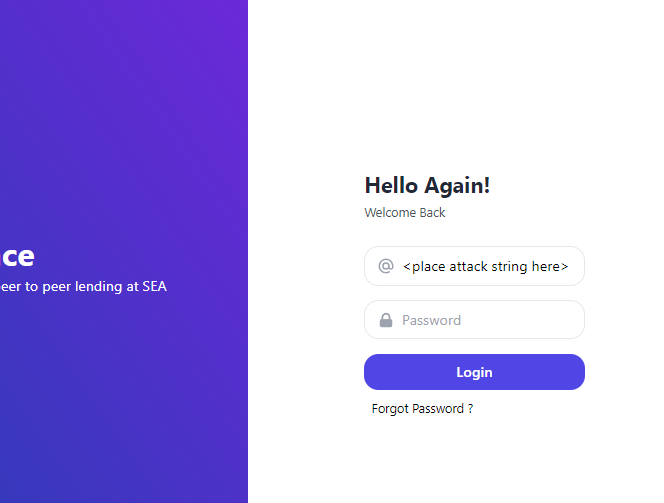 Hello Again!
Welcome Back
ce
eer to peer lending at SEA
<place attack string here>
Password
Login
Forgot Password ?